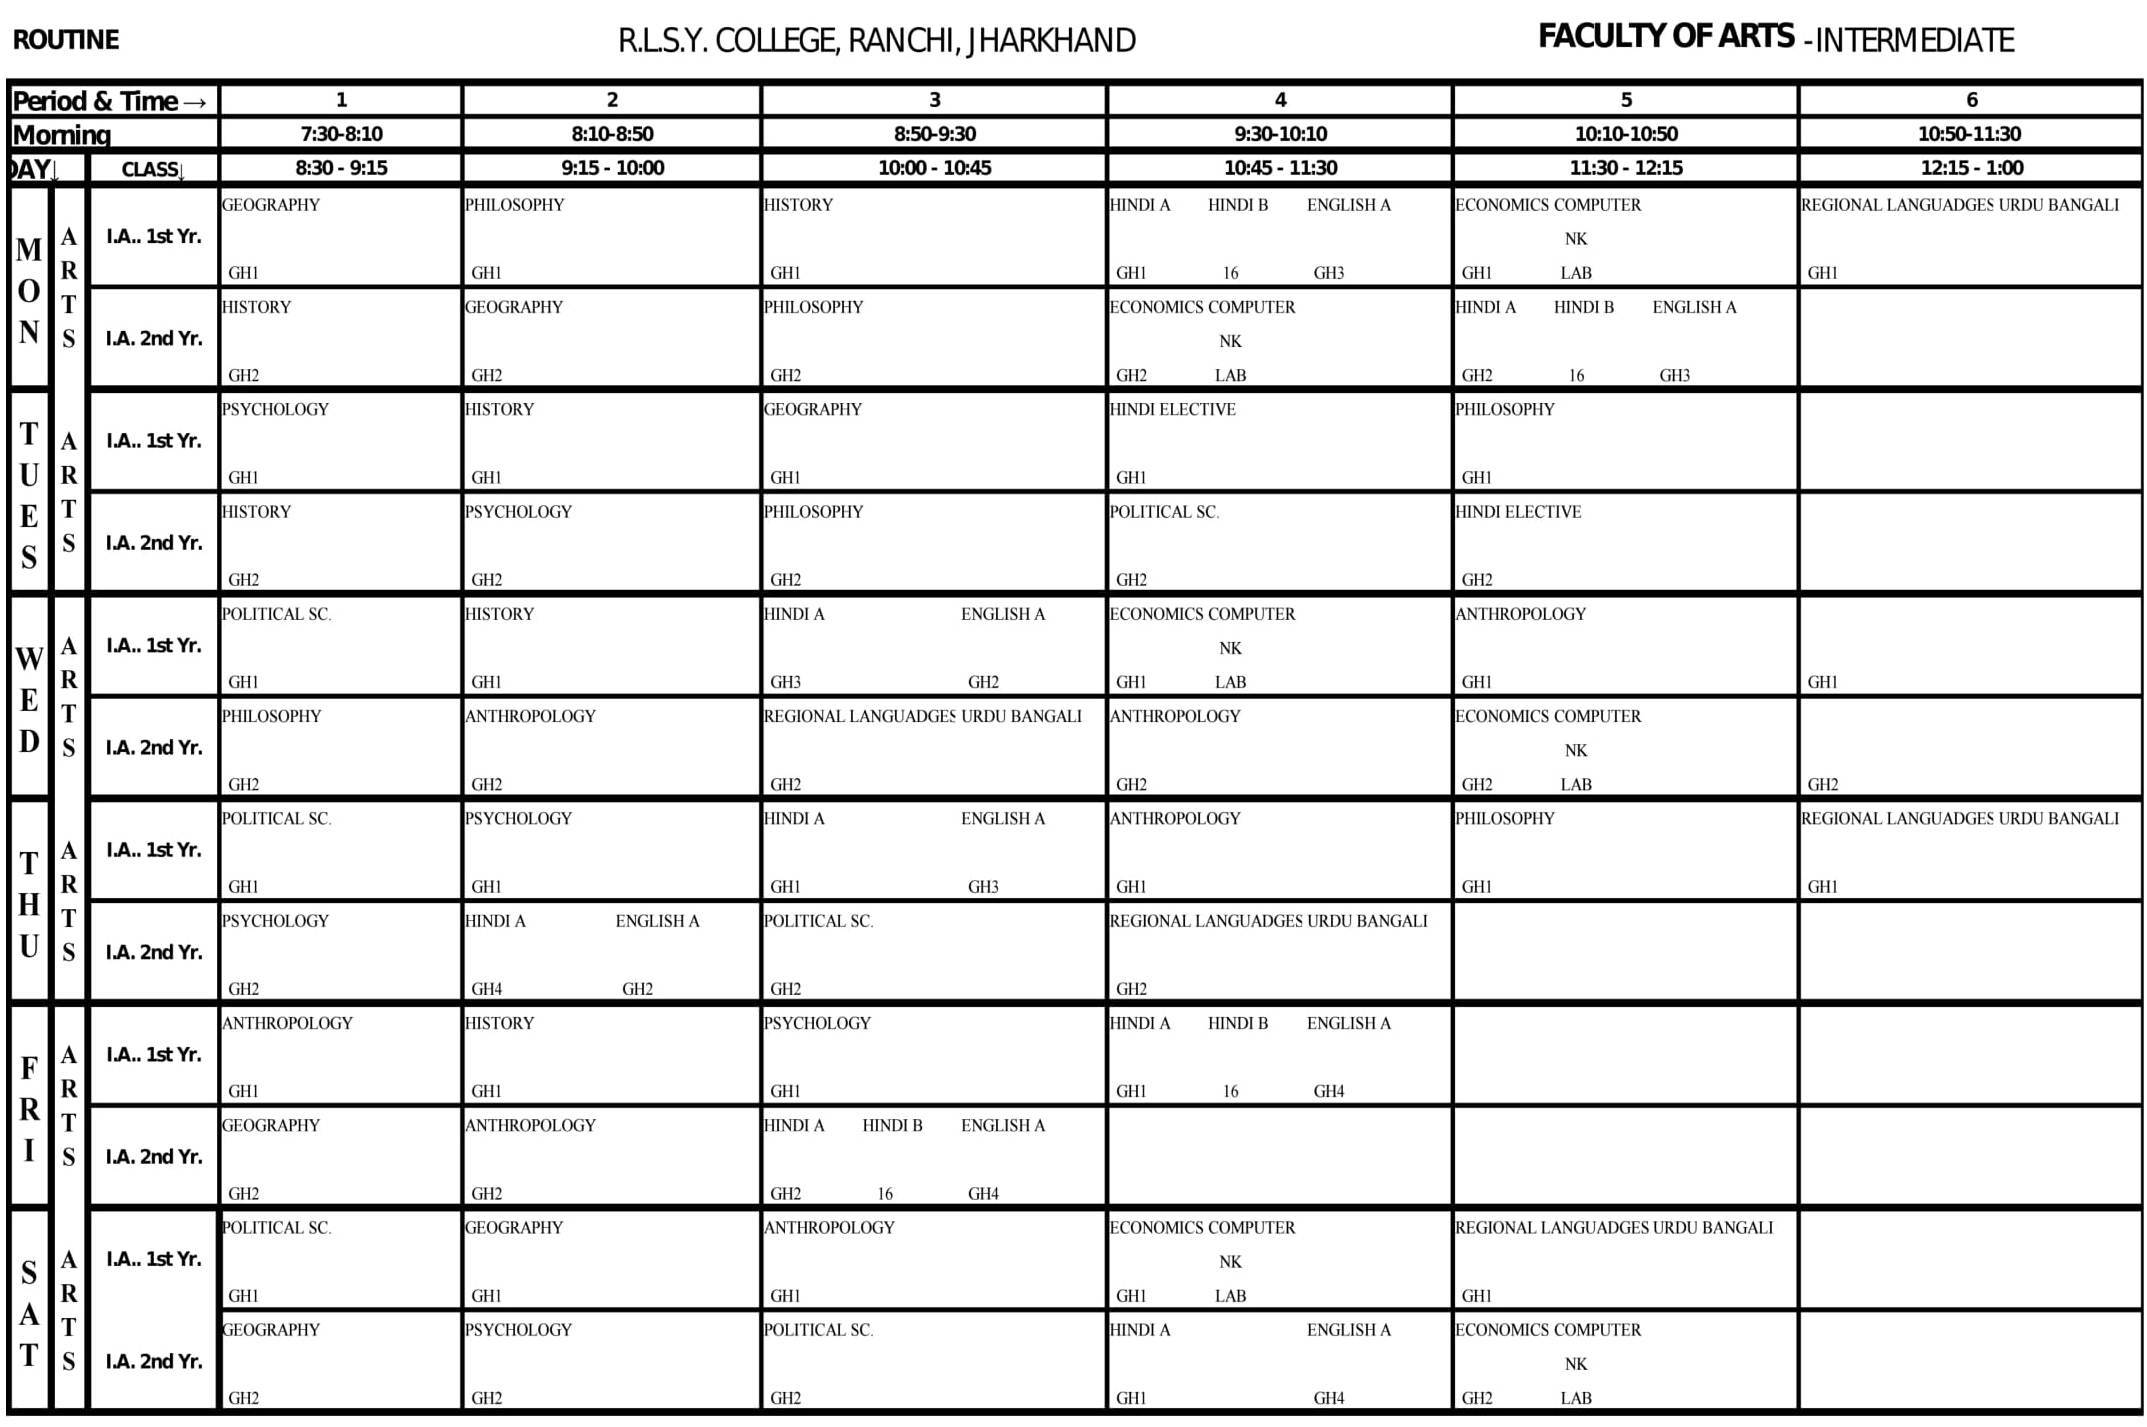 ROUTINE R.L.S.Y. COLLEGE, RANCHI, JHARKHAND FACULTY OF ARTS - INTERMEDIATE
Period & Time → 1 2 3 4 5 6
Morning 7:30-8:10 8:10-8:50 8:50-9:30 9:30-10:10 10:10-10:50 10:50-11:30
DAY↓ CLASS↓ 8:30 - 9:15 9:15 - 10:00 10:00 - 10:45 10:45 - 11:30 11:30 - 12:15 12:15 - 1:00
MON ARTS
I.A.. 1st Yr. GEOGRAPHY PHILOSOPHY HISTORY HINDI A HINDI B ENGLISH A ECONOMICS COMPUTER REGIONAL LANGUADGES URDU BANGALI
NK
GH1 GH1 GH1 GH1 16 GH3 GH1 LAB GH1
I.A. 2nd Yr. HISTORY GEOGRAPHY PHILOSOPHY ECONOMICS COMPUTER HINDI A HINDI B ENGLISH A
NK
GH2 GH2 GH2 GH2 LAB GH2 16 GH3
TUES ARTS
I.A.. 1st Yr. PSYCHOLOGY HISTORY GEOGRAPHY HINDI ELECTIVE PHILOSOPHY
GH1 GH1 GH1 GH1 GH1
I.A. 2nd Yr. HISTORY PSYCHOLOGY PHILOSOPHY POLITICAL SC. HINDI ELECTIVE
GH2 GH2 GH2 GH2 GH2
WED ARTS
I.A.. 1st Yr. POLITICAL SC. HISTORY HINDI A ENGLISH A ECONOMICS COMPUTER ANTHROPOLOGY
NK
GH1 GH1 GH3 GH2 GH1 LAB GH1 GH1
I.A. 2nd Yr. PHILOSOPHY ANTHROPOLOGY REGIONAL LANGUADGES URDU BANGALI ANTHROPOLOGY ECONOMICS COMPUTER
NK
GH2 GH2 GH2 GH2 GH2 LAB GH2
THU ARTS
I.A.. 1st Yr. POLITICAL SC. PSYCHOLOGY HINDI A ENGLISH A ANTHROPOLOGY PHILOSOPHY REGIONAL LANGUADGES URDU BANGALI
GH1 GH1 GH1 GH3 GH1 GH1 GH1
I.A. 2nd Yr. PSYCHOLOGY HINDI A ENGLISH A POLITICAL SC. REGIONAL LANGUADGES URDU BANGALI
GH2 GH4 GH2 GH2 GH2
FRI ARTS
I.A.. 1st Yr. ANTHROPOLOGY HISTORY PSYCHOLOGY HINDI A HINDI B ENGLISH A
GH1 GH1 GH1 GH1 16 GH4
I.A. 2nd Yr. GEOGRAPHY ANTHROPOLOGY HINDI A HINDI B ENGLISH A
GH2 GH2 GH2 16 GH4
SAT ARTS
I.A.. 1st Yr. POLITICAL SC. GEOGRAPHY ANTHROPOLOGY ECONOMICS COMPUTER REGIONAL LANGUADGES URDU BANGALI
NK
GH1 GH1 GH1 GH1 LAB GH1
I.A. 2nd Yr. GEOGRAPHY PSYCHOLOGY POLITICAL SC. HINDI A ENGLISH A ECONOMICS COMPUTER
NK
GH2 GH2 GH2 GH1 GH4 GH2 LAB